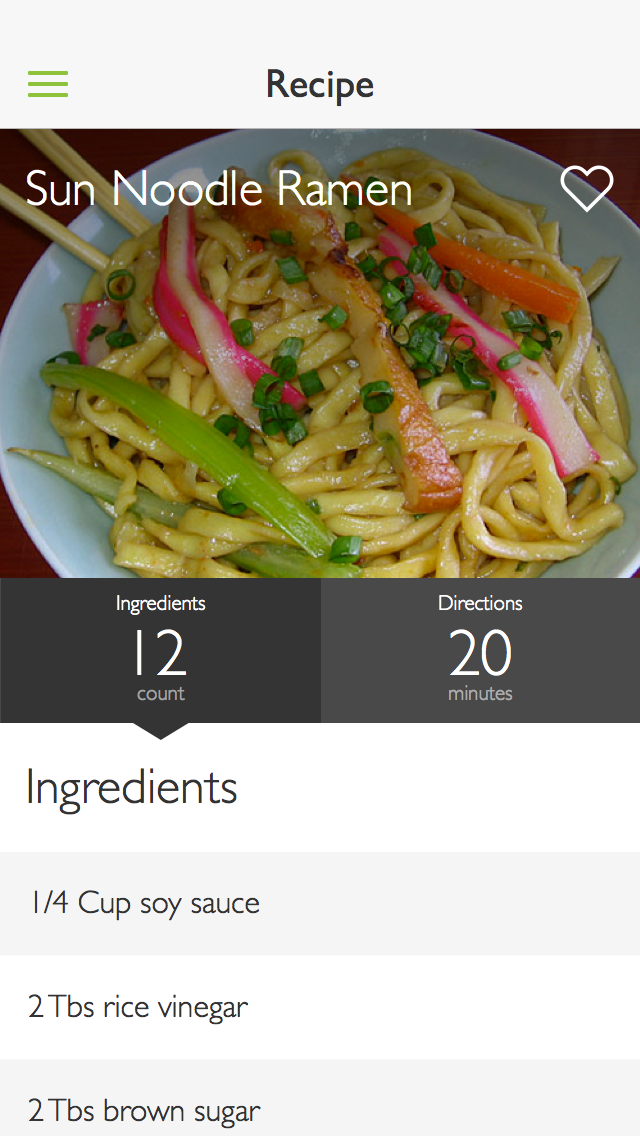 Recipe
Sun Noodle Ramen
Ingredients
12
count
Directions
20
minutes
Ingredients
1/4 Cup soy sauce
2 Tbs rice vinegar
2 Tbs brown sugar